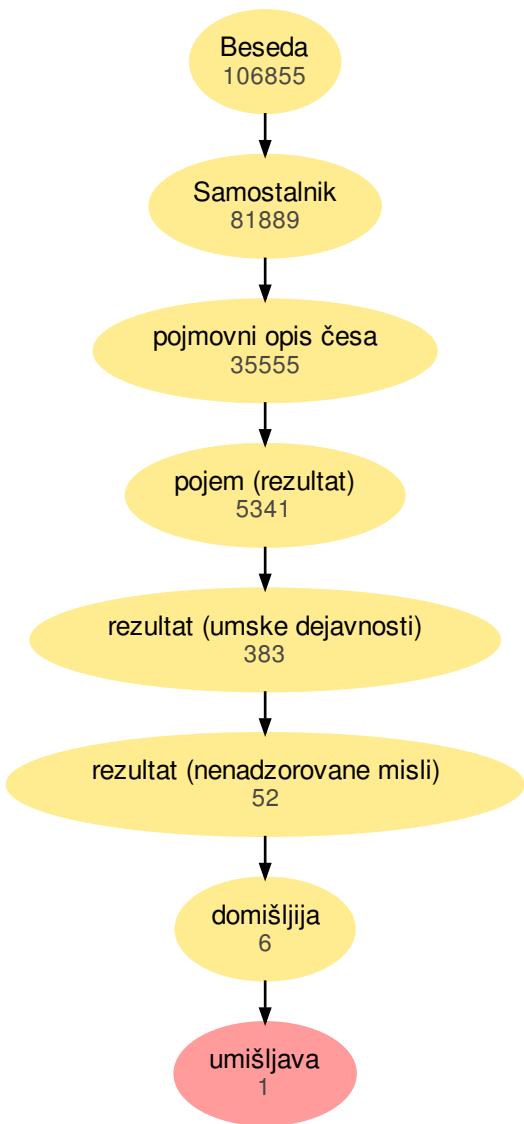 Beseda
106855
Samostalnik
81889
pojmovni opis česa
35555
pojem (rezultat)
5341
rezultat (umske dejavnosti)
383
rezultat (nenadzorovane misli)
52
domišljija
6
umišljava
1